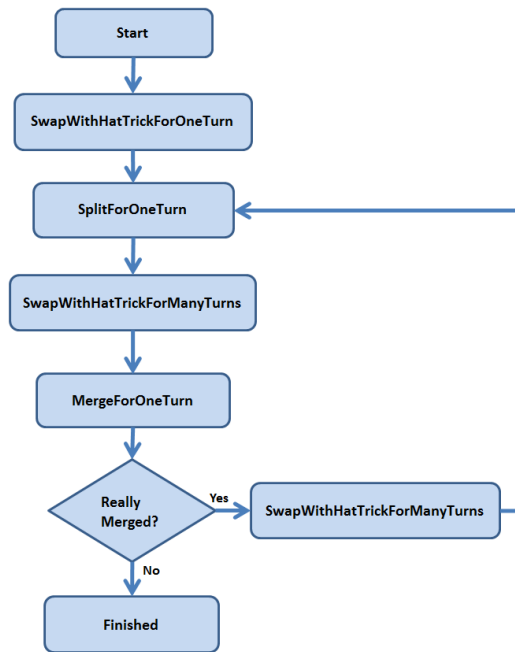 Start
SwapWithHatTrickForOneTurn
SplitForOneTurn
SwapWithHatTrickForManyTurns
MergeForOneTurn
Really
Merged?
Yes
SwapWithHatTrickForManyTurns
No
Finished